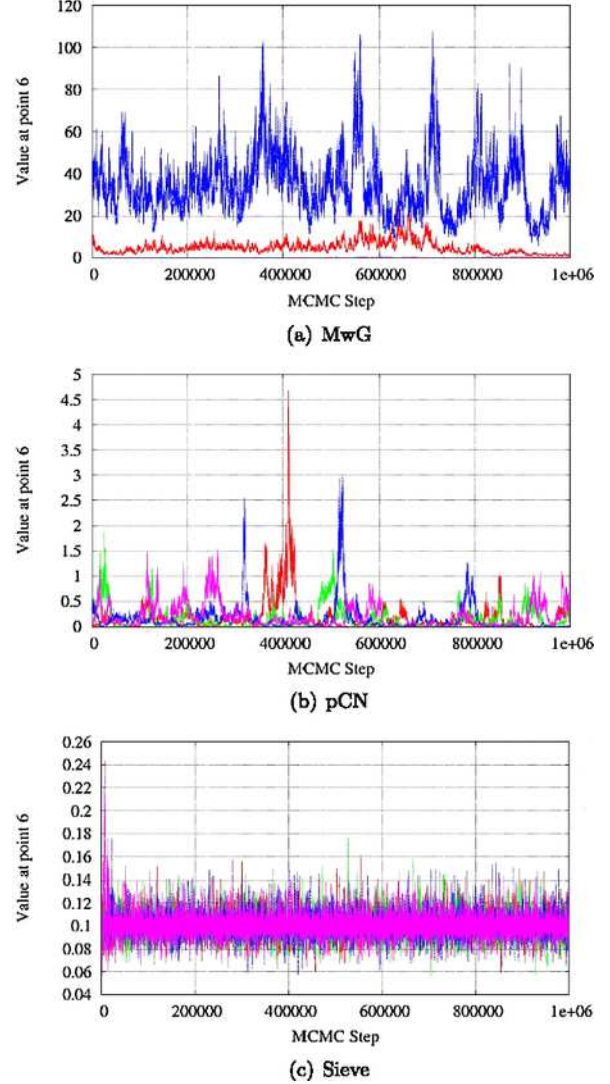 120
100
80
60
40
20
0
Value at point 6
0 200000 400000 600000 800000 1e+06
MCMC Step
(a) MwG
5
4.5
4
3.5
3
2.5
2
1.5
1
0.5
0
Value at point 6
0 200000 400000 600000 800000 1e+06
MCMC Step
(b) pCN
0.26
0.24
0.22
0.2
0.18
0.16
0.14
0.12
0.1
0.08
0.06
0.04
Value at point 6
0 200000 400000 600000 800000 1e+06
MCMC Step
(c) Sieve